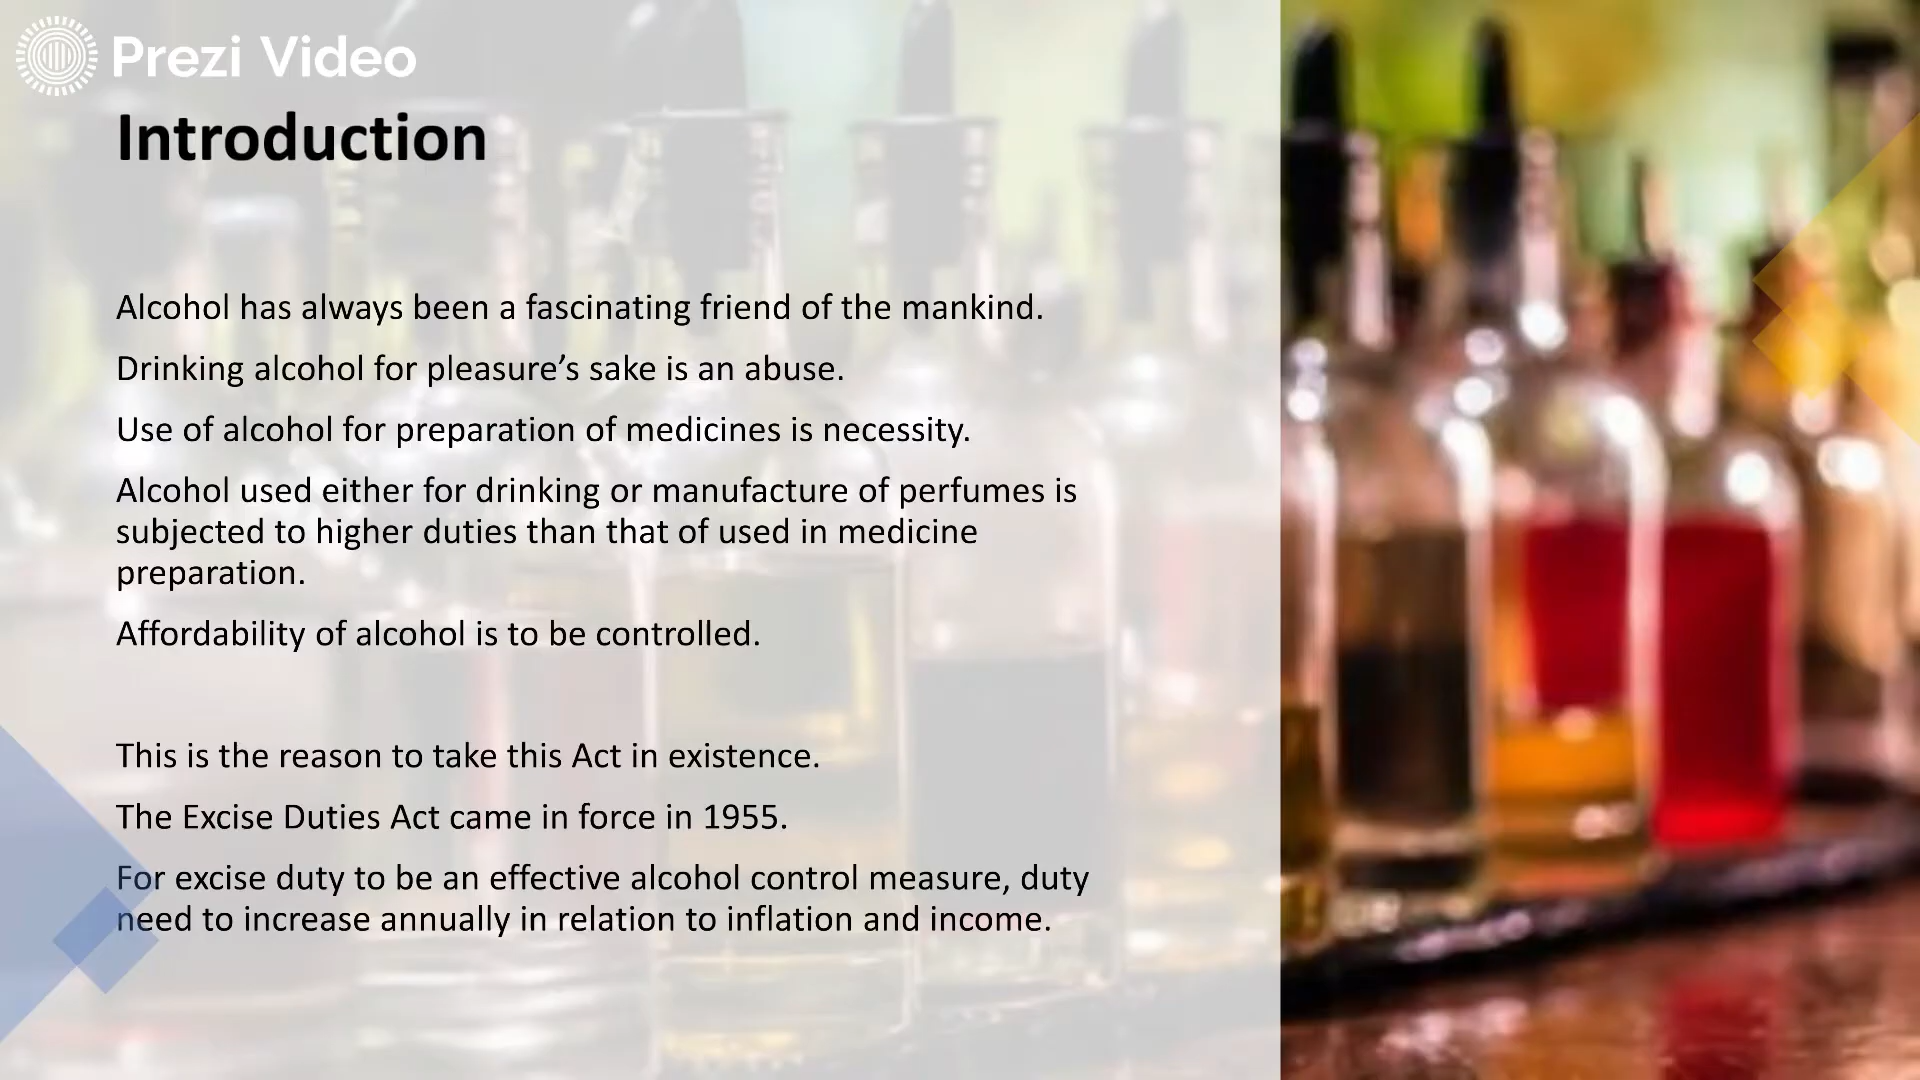 Prezi Video
Introduction
Alcohol has always been a fascinating friend of the mankind.
Drinking alcohol for pleasure’s sake is an abuse.
Use of alcohol for preparation of medicines is necessity.
Alcohol used either for drinking or manufacture of perfumes is
subjected to higher duties than that of used in medicine
preparation.
Affordability of alcohol is to be controlled.
This is the reason to take this Act in existence.
The Excise Duties Act came in force in 1955.
For excise duty to be an effective alcohol control measure, duty
need to increase annually in relation to inflation and income.